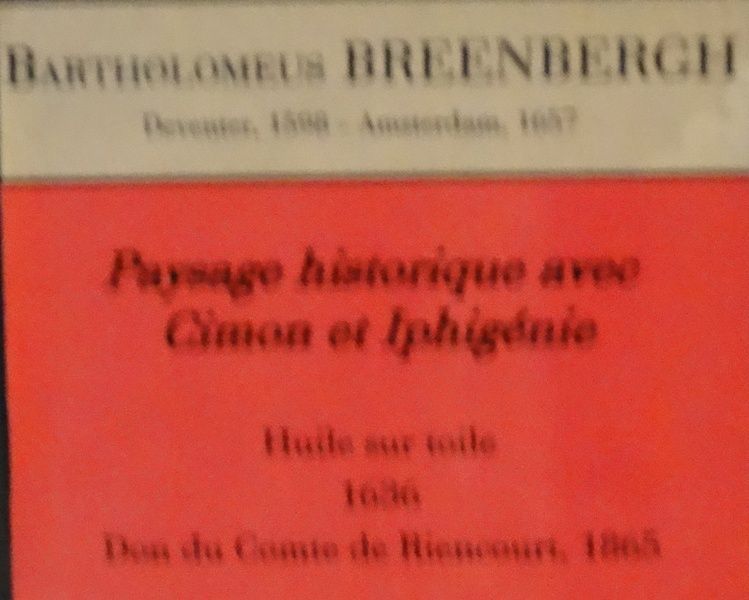 BARTHOLOMEUS BREENBERGH
Deventer, 1598 - Amsterdam, 1657
Paysage historique avec
Cimon et Iphigénie
Huile sur toile
1636
Don du Comte de Riencourt, 1865